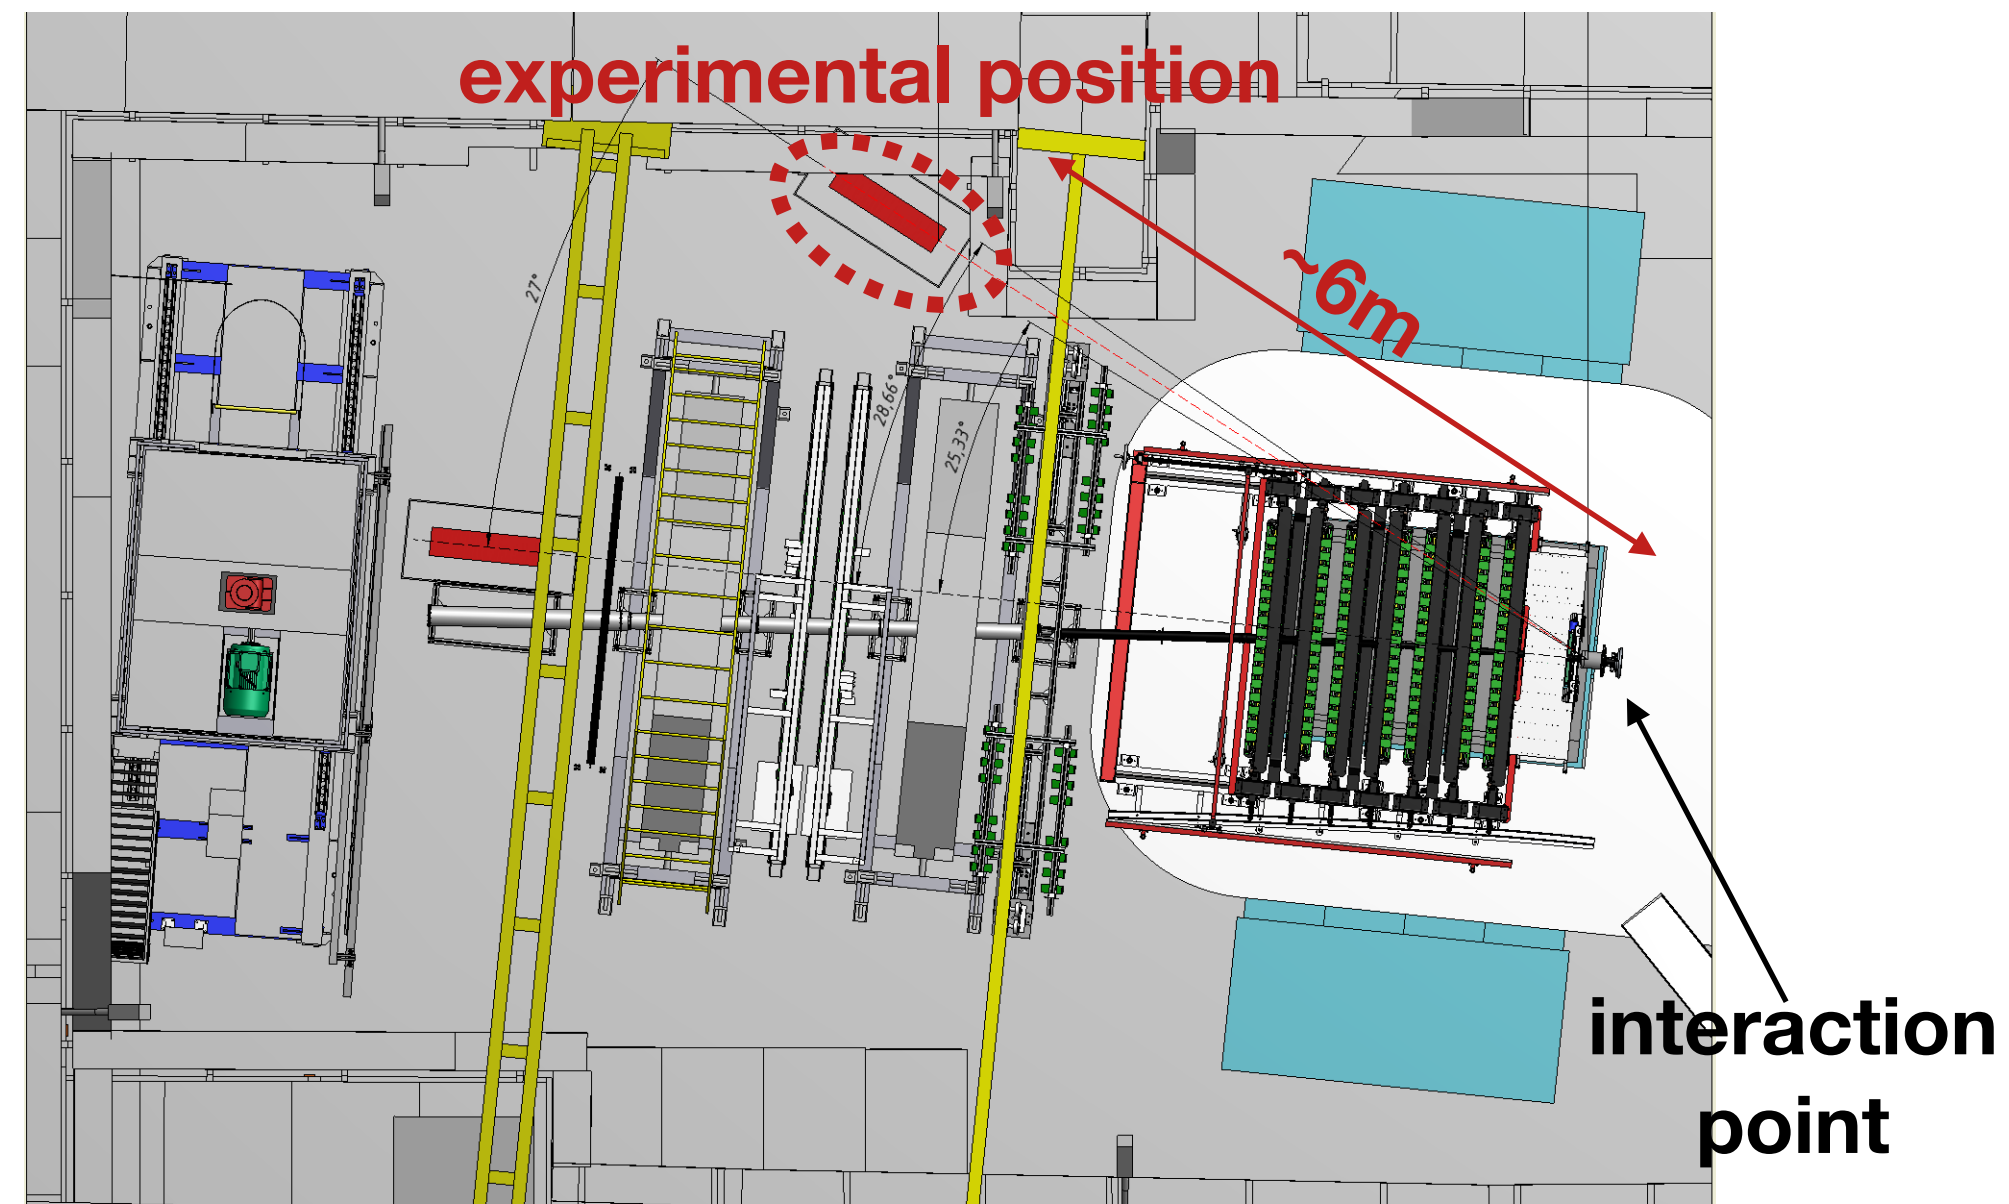 experimental position
~6m
27°
28,66°
25,33°
interaction
point